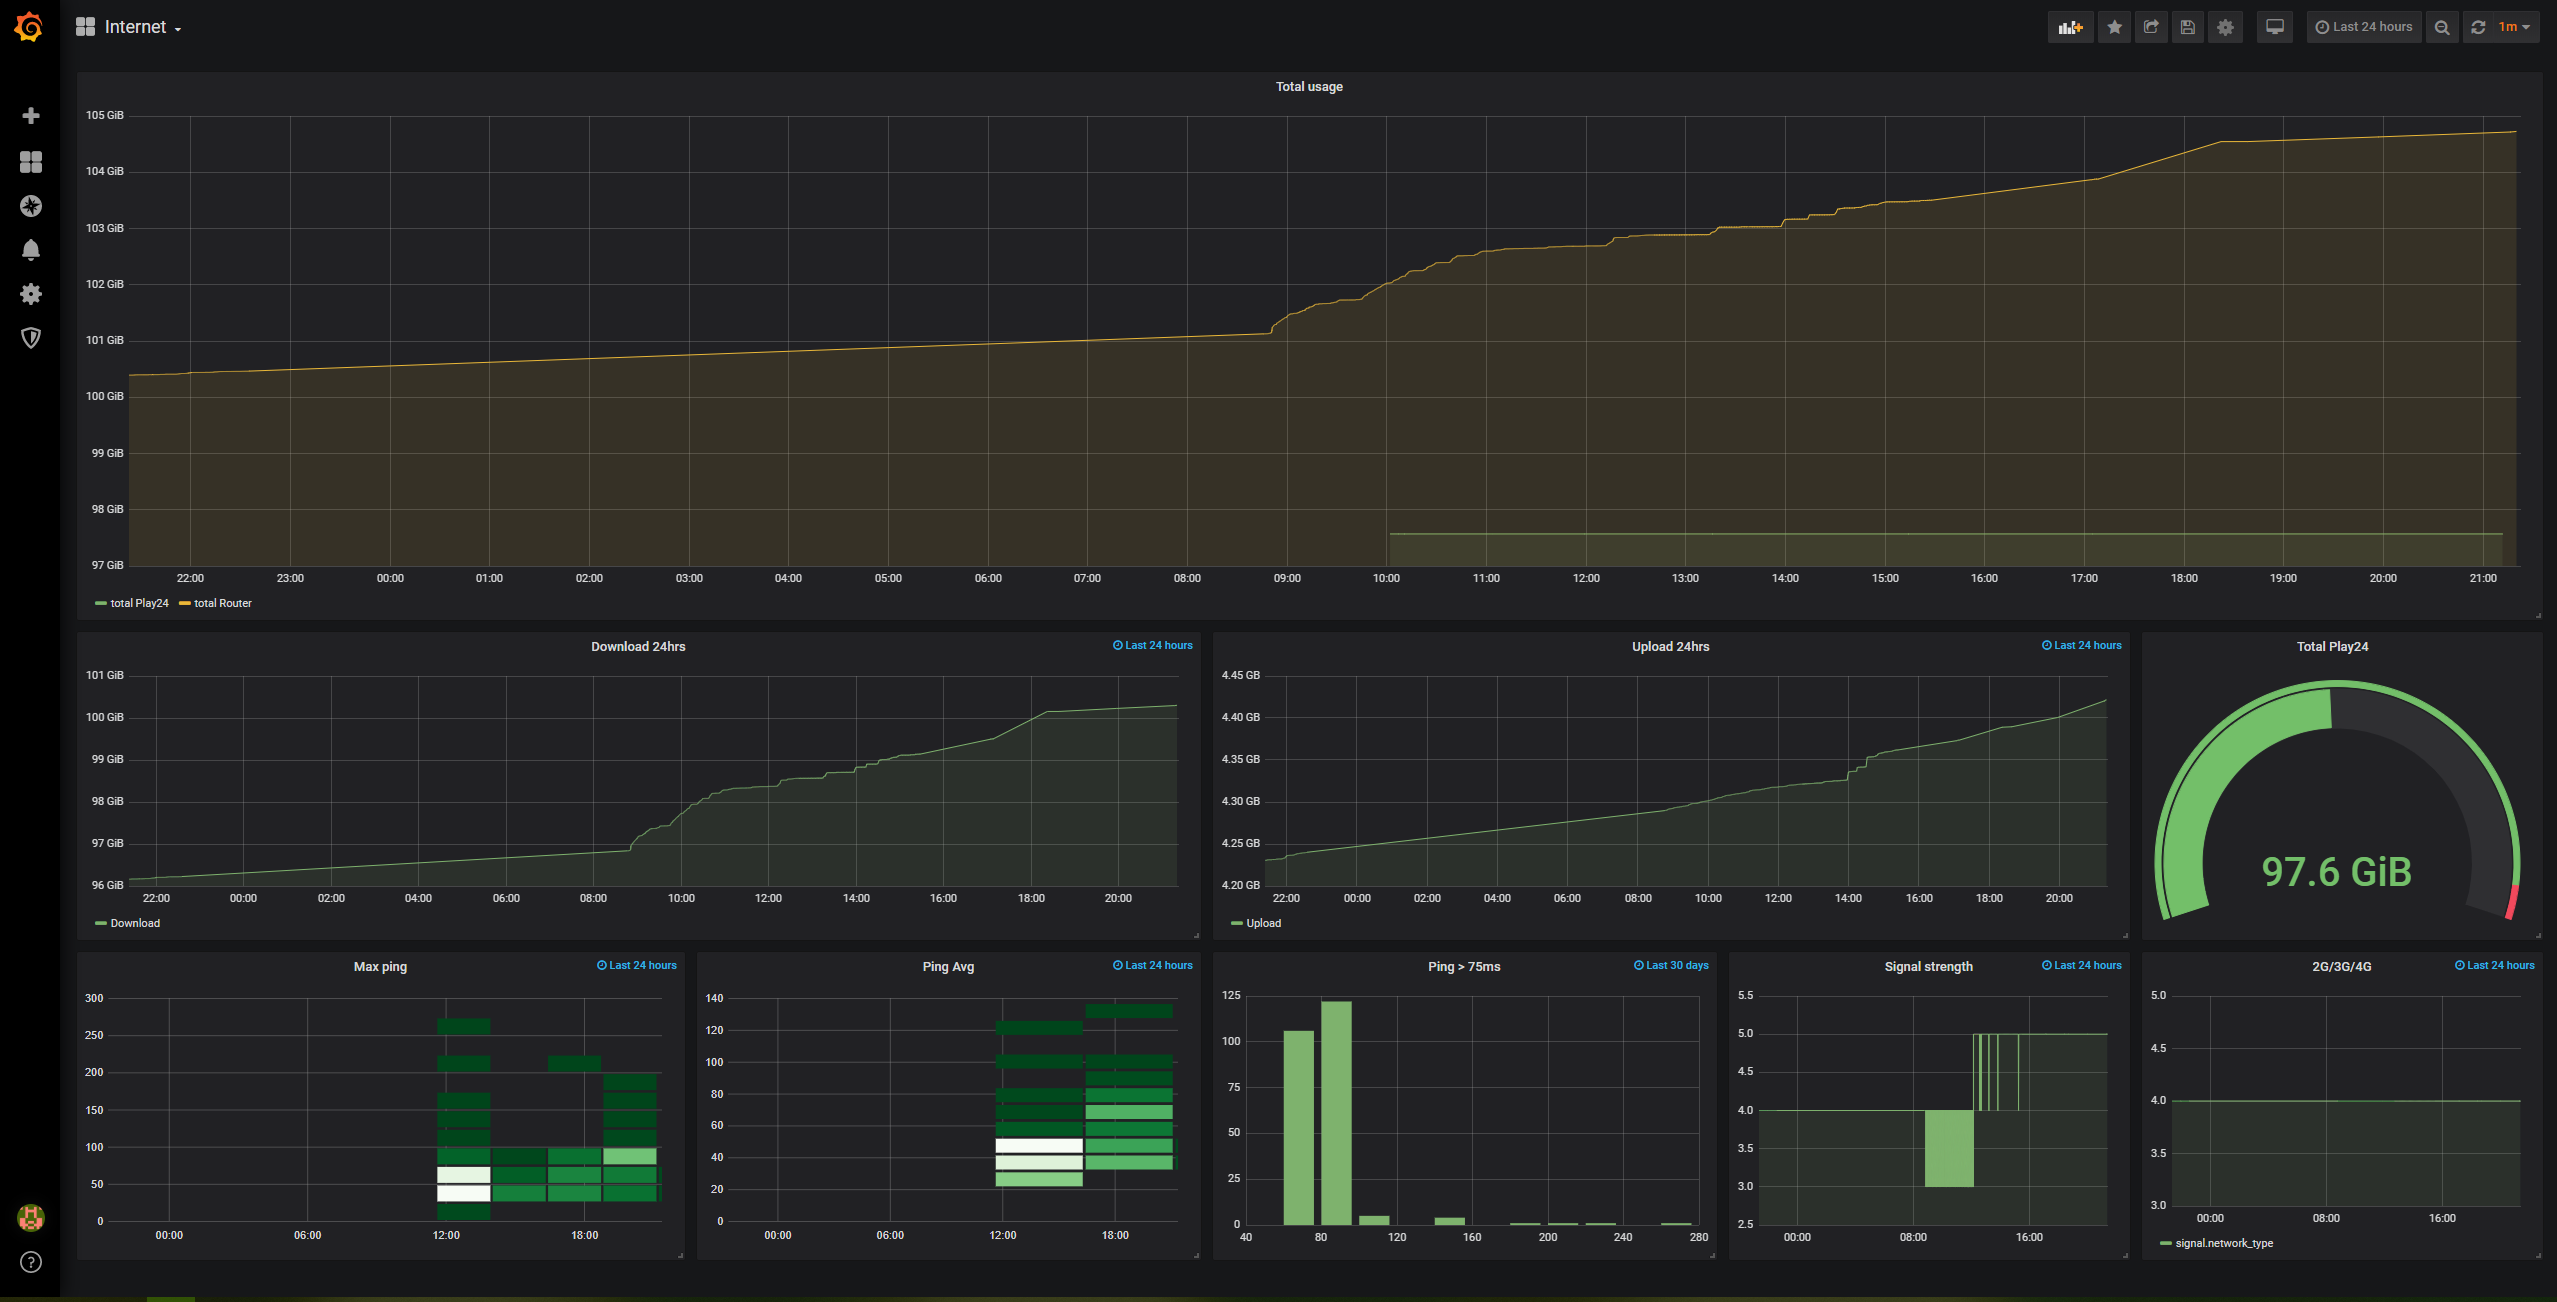 Internet
Last 24 hours
1m
Total usage
105 GiB
104 GiB
103 GiB
102 GiB
101 GiB
100 GiB
99 GiB
98 GiB
97 GiB
22:00 23:00 00:00 01:00 02:00 03:00 04:00 05:00 06:00 07:00 08:00 09:00 10:00 11:00 12:00 13:00 14:00 15:00 16:00 17:00 18:00 19:00 20:00 21:00
total Play24 total Router
Download 24hrs
Last 24 hours
101 GiB
100 GiB
99 GiB
98 GiB
97 GiB
96 GiB
22:00 00:00 02:00 04:00 06:00 08:00 10:00 12:00 14:00 16:00 18:00 20:00
Download
Upload 24hrs
Last 24 hours
4.45 GB
4.40 GB
4.35 GB
4.30 GB
4.25 GB
4.20 GB
22:00 00:00 02:00 04:00 06:00 08:00 10:00 12:00 14:00 16:00 18:00 20:00
Upload
Total Play24
97.6 GiB
Max ping
Last 24 hours
300
250
200
150
100
50
0
00:00 06:00 12:00 18:00
Ping Avg
Last 24 hours
140
120
100
80
60
40
20
0
00:00 06:00 12:00 18:00
Ping > 75ms
Last 30 days
125
100
75
50
25
0
40 80 120 160 200 240 280
Signal strength
Last 24 hours
5.5
5.0
4.5
4.0
3.5
3.0
2.5
00:00 08:00 16:00
2G/3G/4G
Last 24 hours
5.0
4.5
4.0
3.5
3.0
00:00 08:00 16:00
signal.network_type